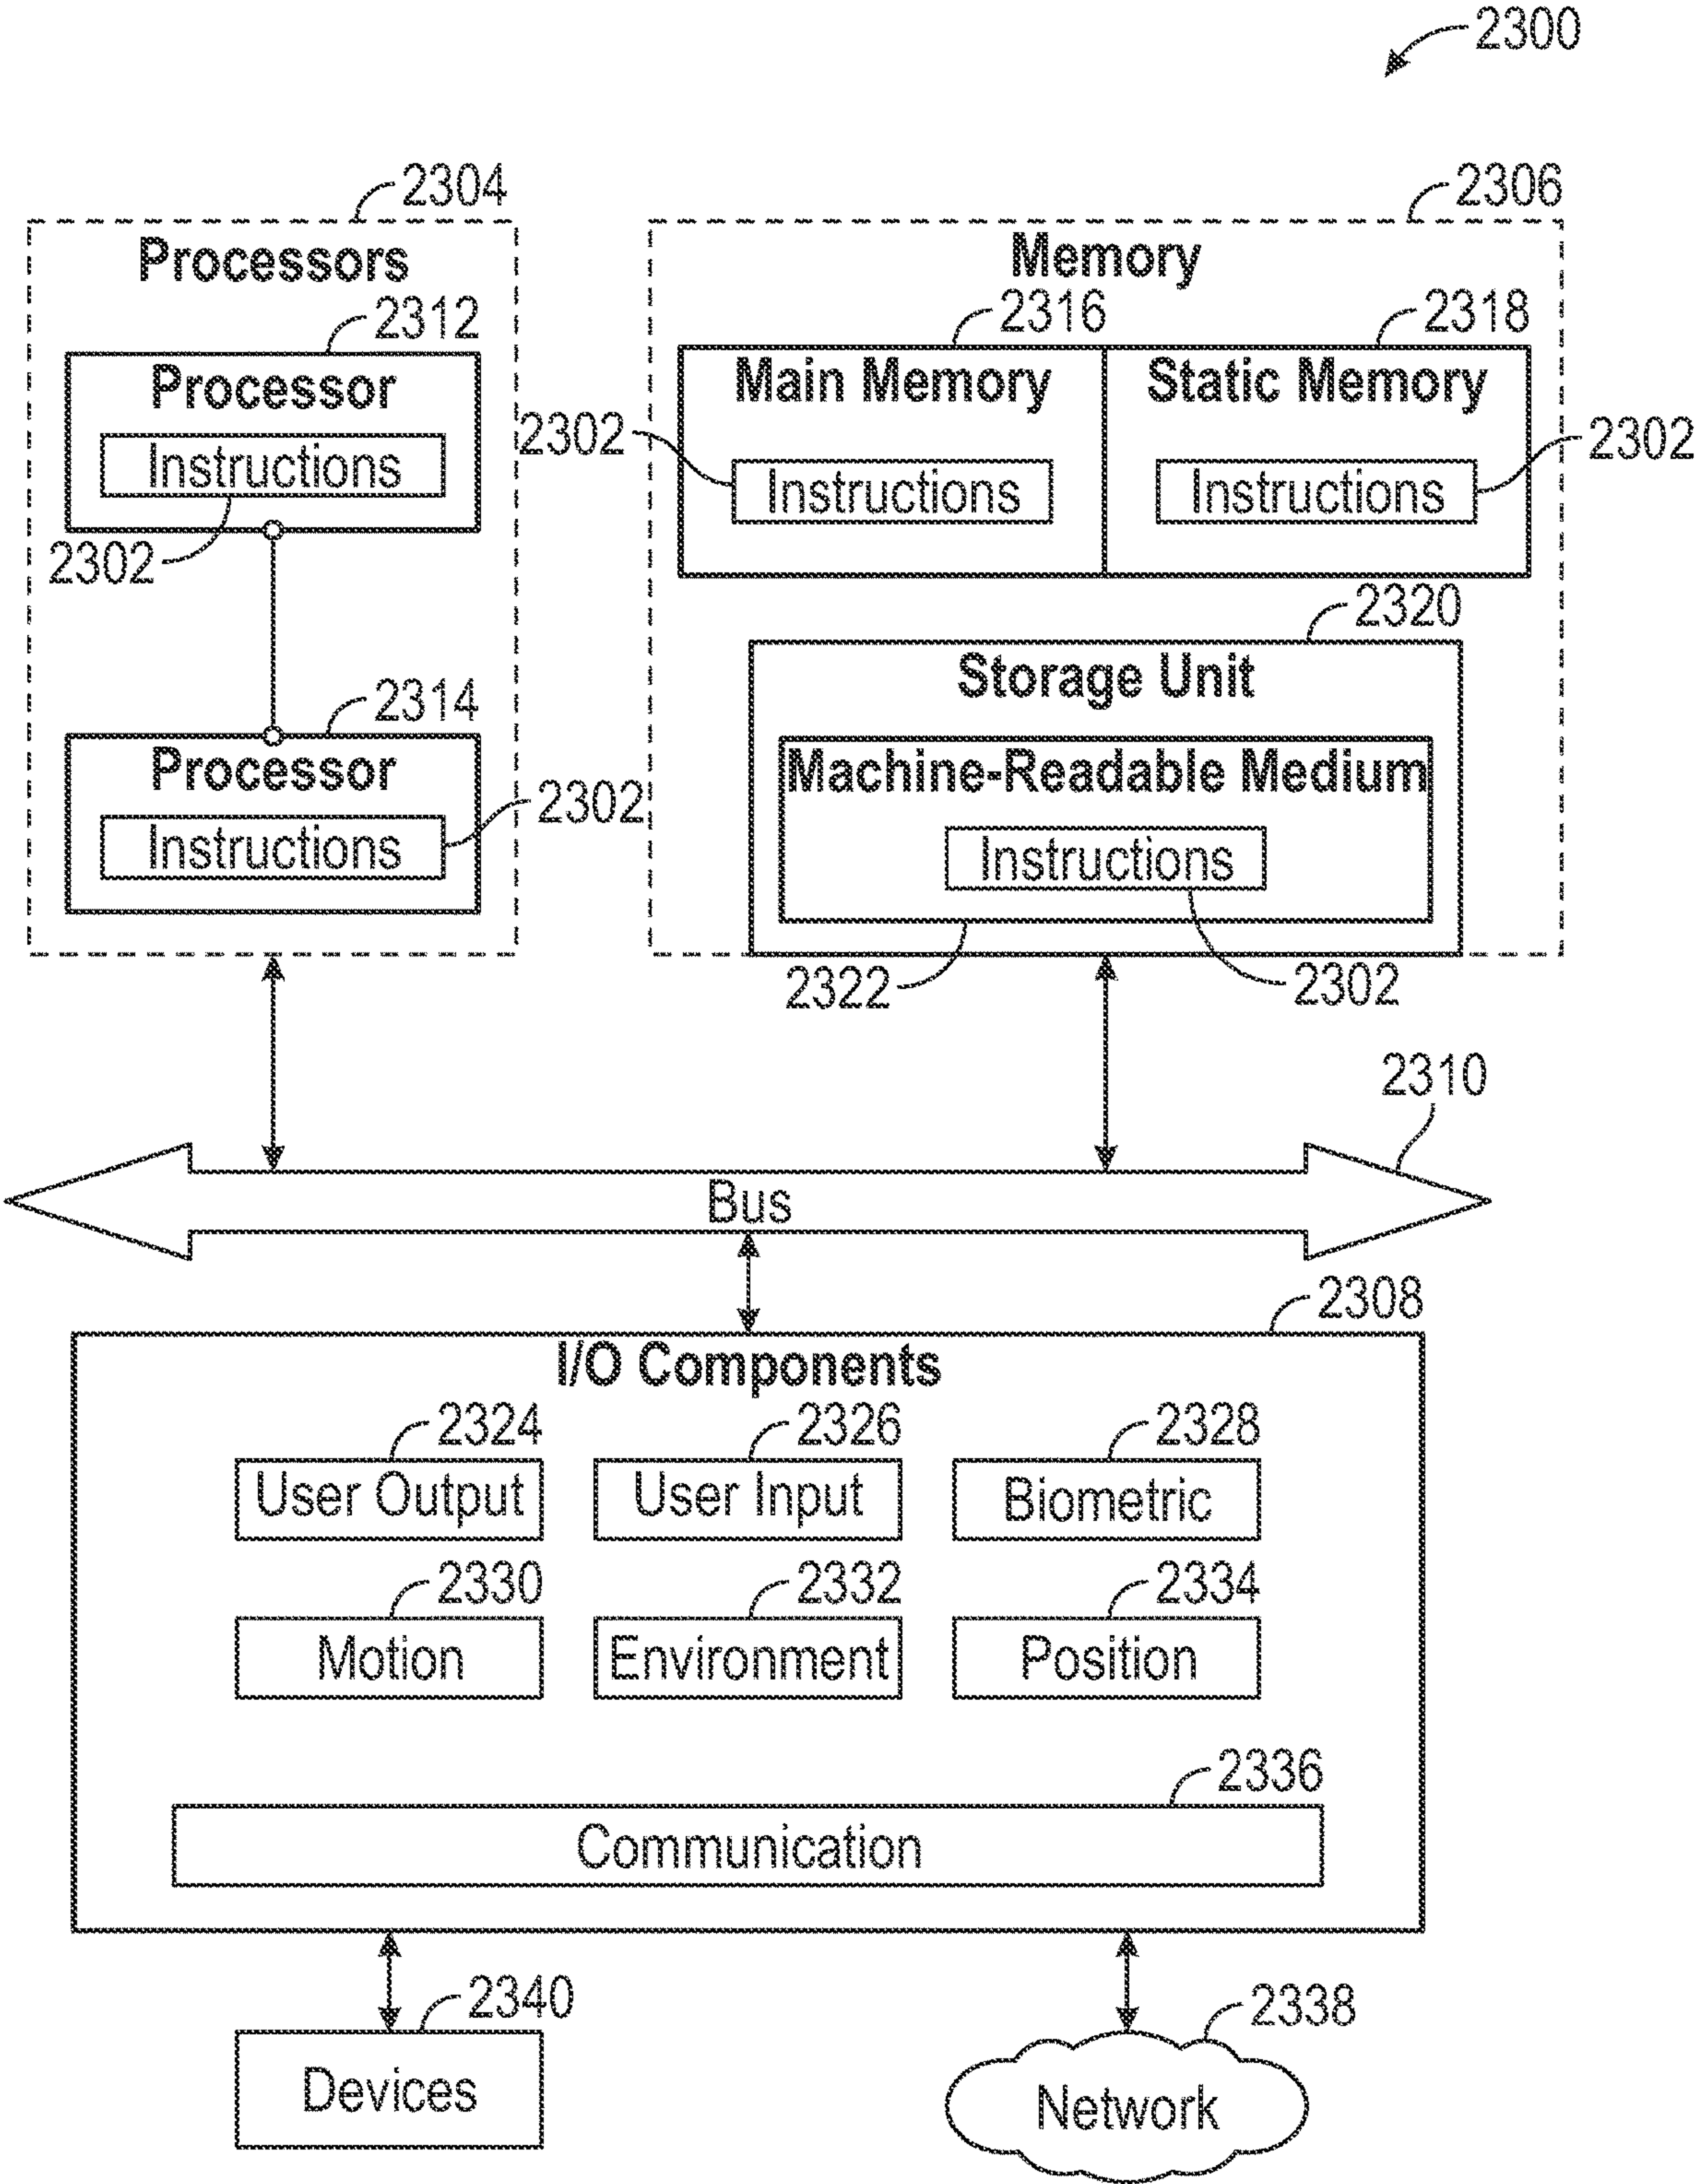 2300
2304
Processors
2312
Processor
Instructions
2302
2314
Processor
2302
Instructions
2306
Memory
2316
2318
Main Memory
Static Memory
2302
2302
Instructions
Instructions
2320
Storage Unit
Machine-Readable Medium
Instructions
2322
2302
2310
Bus
2308
I/O Components
2324
2326
2328
User Output
User Input
Biometric
2330
2332
2334
Motion
Environment
Position
2336
Communication
2340
2338
Devices
Network